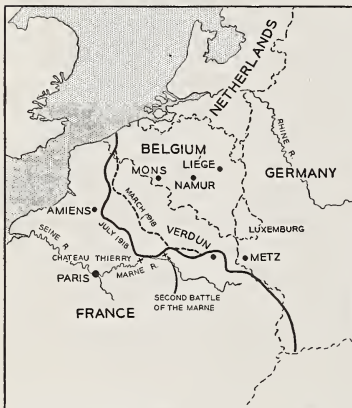 NETHERLANDS
RHINE R.
BELGIUM
LIÉGE
MONS
NAMUR
GERMANY
MARCH 1918
AMIENS
VERDUN
LUXEMBURG
JULY 1918
SEINE R.
METZ
CHATEAU THIERRY
MARNE R.
PARIS
SECOND BATTLE
OF THE MARNE
FRANCE